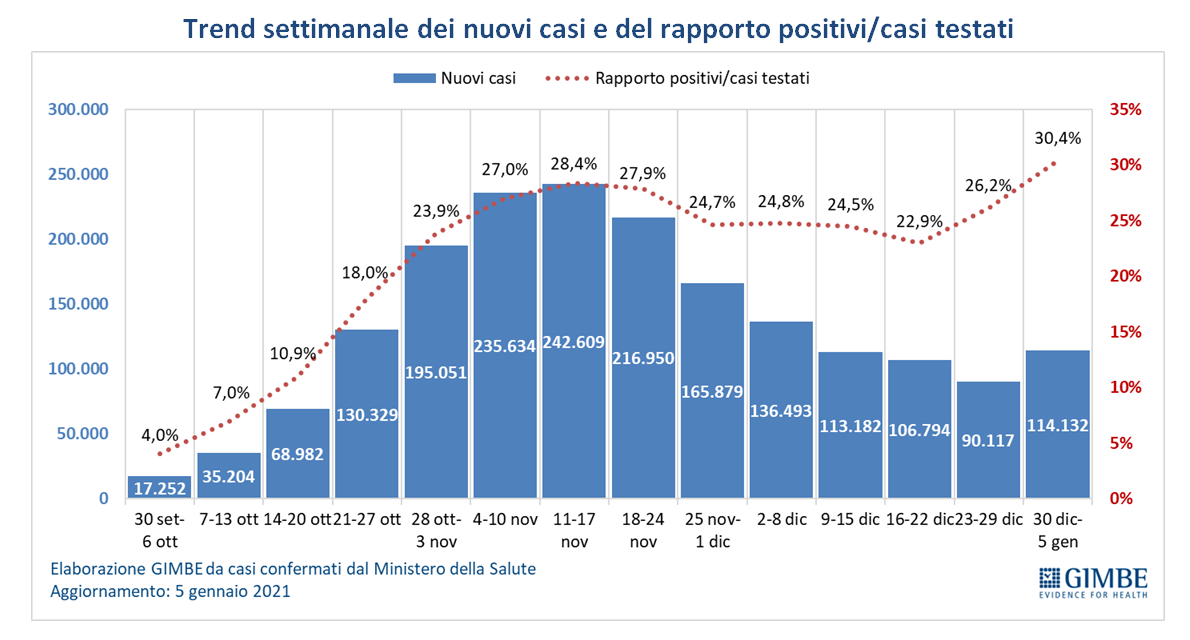 Trend settimanale dei nuovi casi e del rapporto positivi/casi testati
Nuovi casi
Rapporto positivi/casi testati
300.000
250.000
200.000
150.000
100.000
50.000
0
35%
30%
25%
20%
15%
10%
5%
0%
4,0%
7,0%
10,9%
18,0%
23,9%
27,0%
28,4%
27,9%
24,7%
24,8%
24,5%
22,9%
26,2%
30,4%
17.252
35.204
68.982
130.329
195.051
235.634
242.609
216.950
165.879
136.493
113.182
106.794
90.117
114.132
30 set-
6 ott
7-13 ott
14-20 ott
21-27 ott
28 ott-
3 nov
4-10 nov
11-17
nov
18-24
nov
25 nov-
1 dic
2-8 dic
9-15 dic
16-22 dic
23-29 dic
30 dic-
5 gen
Elaborazione GIMBE da casi confermati dal Ministero della Salute
Aggiornamento: 5 gennaio 2021
GIMBE
EVIDENCE FOR HEALTH